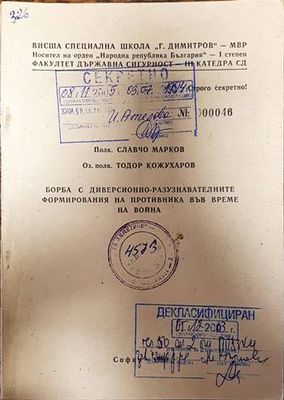 326
ВИСША СПЕЦИАЛНА ШКОЛА „Г. ДИМИТРОВ" — МВР
Носител на орден „Народна република България" — I степен
ФАКУЛТЕТ ДЪРЖАВНА СИГУРНОСТ — III КАТЕДРА СД
СЕКРЕТНО
Строго секретно!
№ 000046
Полк. СЛАВЧО МАРКОВ
Оз. полк. ТОДОР КОЖУХАРОВ
БОРБА С ДИВЕРСИОННО-РАЗУЗНАВАТЕЛНИТЕ
ФОРМИРОВАНИЯ НА ПРОТИВНИКА ВЪВ ВРЕМЕ
НА ВОЙНА
4573
ДЕКЛАСИФИЦИРАН
София